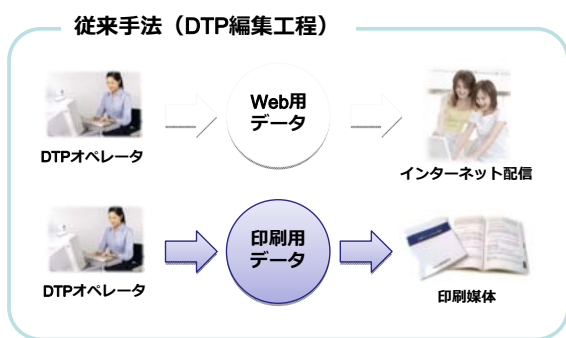 従来手法（DTP編集工程）
Web用
データ
DTPオペレータ
インターネット配信
印刷用
データ
DTPオペレータ
印刷媒体